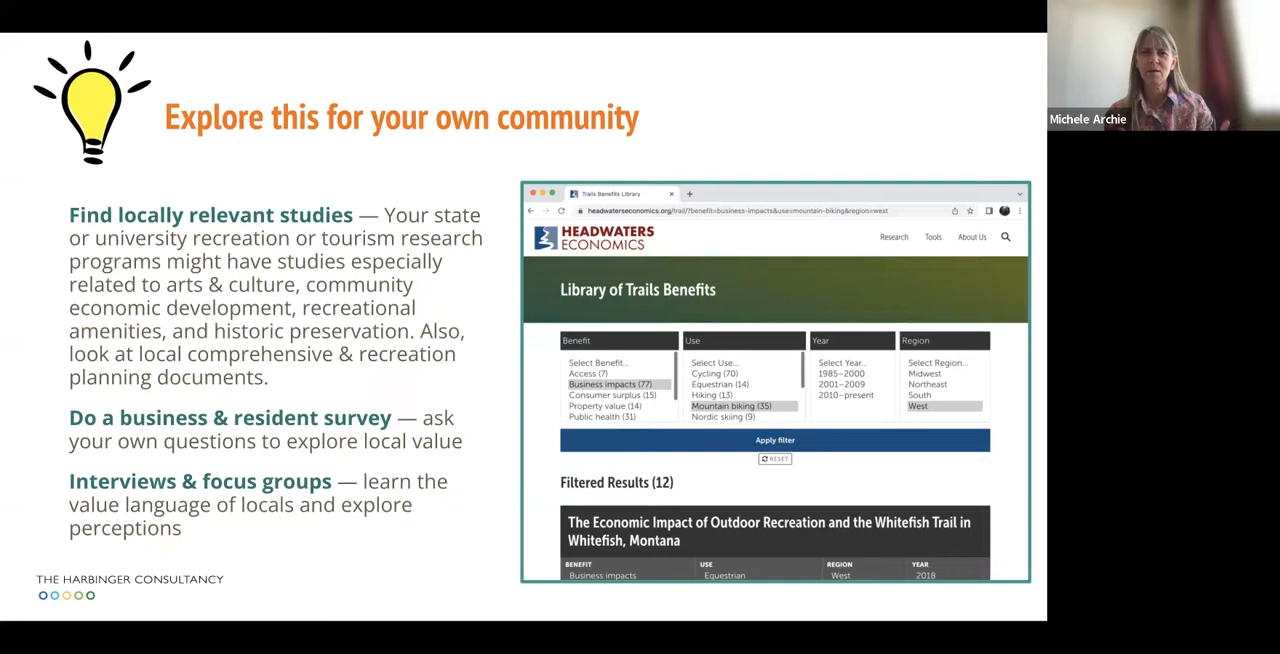 Explore this for your own community
Find locally relevant studies — Your state
or university recreation or tourism research
programs might have studies especially
related to arts & culture, community
economic development, recreational
amenities, and historic preservation. Also,
look at local comprehensive & recreation
planning documents.
Do a business & resident survey — ask
your own questions to explore local value
Interviews & focus groups — learn the
value language of locals and explore
perceptions
THE HARBINGER CONSULTANCY
Trails Benefits Library
headwaterseconomics.org/trail/?benefit=business-impacts&use=mountain-biking&region=west
HEADWATERS
ECONOMICS
Research Tools About Us
Library of Trails Benefits
Benefit Use Year Region
Select Benefit... Select Use... Select Year... Select Region...
Access (7) Cycling (70) 1985–2000 Midwest
Business impacts (77) Equestrian (14) 2001–2009 Northeast
Consumer surplus (15) Hiking (13) 2010–present South
Property value (14) Mountain biking (35) West
Public health (31) Nordic skiing (9)
Apply filter
RESET
Filtered Results (12)
The Economic Impact of Outdoor Recreation and the Whitefish Trail in
Whitefish, Montana
BENEFIT USE REGION YEAR
Business impacts Equestrian West 2018
Michele Archie